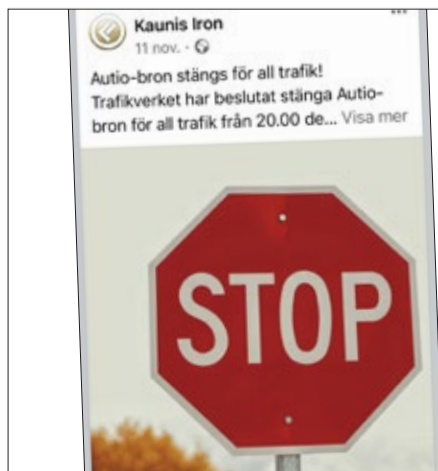 Kaunis Iron
11 nov. ·
Autio-bron stängs för all trafik!
Trafikverket har beslutat stänga Autio-
bron för all trafik från 20.00 de... Visa mer
STOP